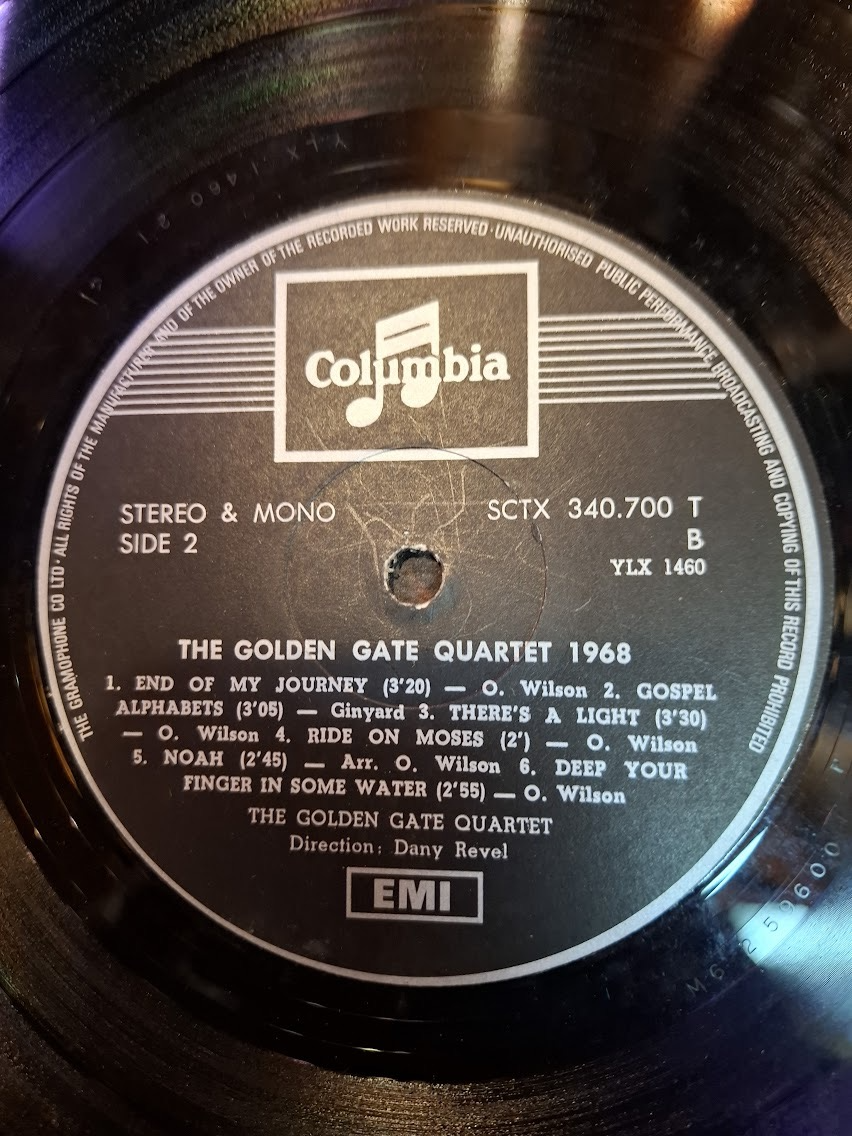 THE GRAMOPHONE CO LTD· ALL RIGHTS OF THE MANUFACTURER AND OF THE OWNER OF THE RECORDED WORK RESERVED·UNAUTHORISED PUBLIC PERFORMANCE BROADCASTING AND COPYING OF THIS RECORD PROHIBITED
Columbia
STEREO & MONO
SIDE 2
SCTX 340.700 T
B
YLX 1460
THE GOLDEN GATE QUARTET 1968
1. END OF MY JOURNEY (3'20) — O. Wilson 2. GOSPEL
ALPHABETS (3'05) — Ginyard 3. THERE'S A LIGHT (3'30)
— O. Wilson 4. RIDE ON MOSES (2') — O. Wilson
5. NOAH (2'45) — Arr. O. Wilson 6. DEEP YOUR
FINGER IN SOME WATER (2'55) — O. Wilson
THE GOLDEN GATE QUARTET
Direction: Dany Revel
EMI
YLX 1460 21